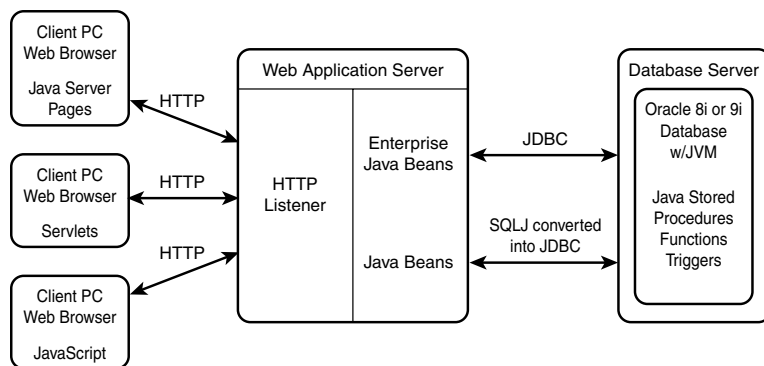 Client PC
Web Browser
Java Server
Pages
HTTP
Client PC
Web Browser
Servlets
HTTP
Client PC
Web Browser
JavaScript
HTTP
Web Application Server
HTTP
Listener
Enterprise
Java Beans
Java Beans
JDBC
SQLJ converted
into JDBC
Database Server
Oracle 8i or 9i
Database
w/JVM
Java Stored
Procedures
Functions
Triggers